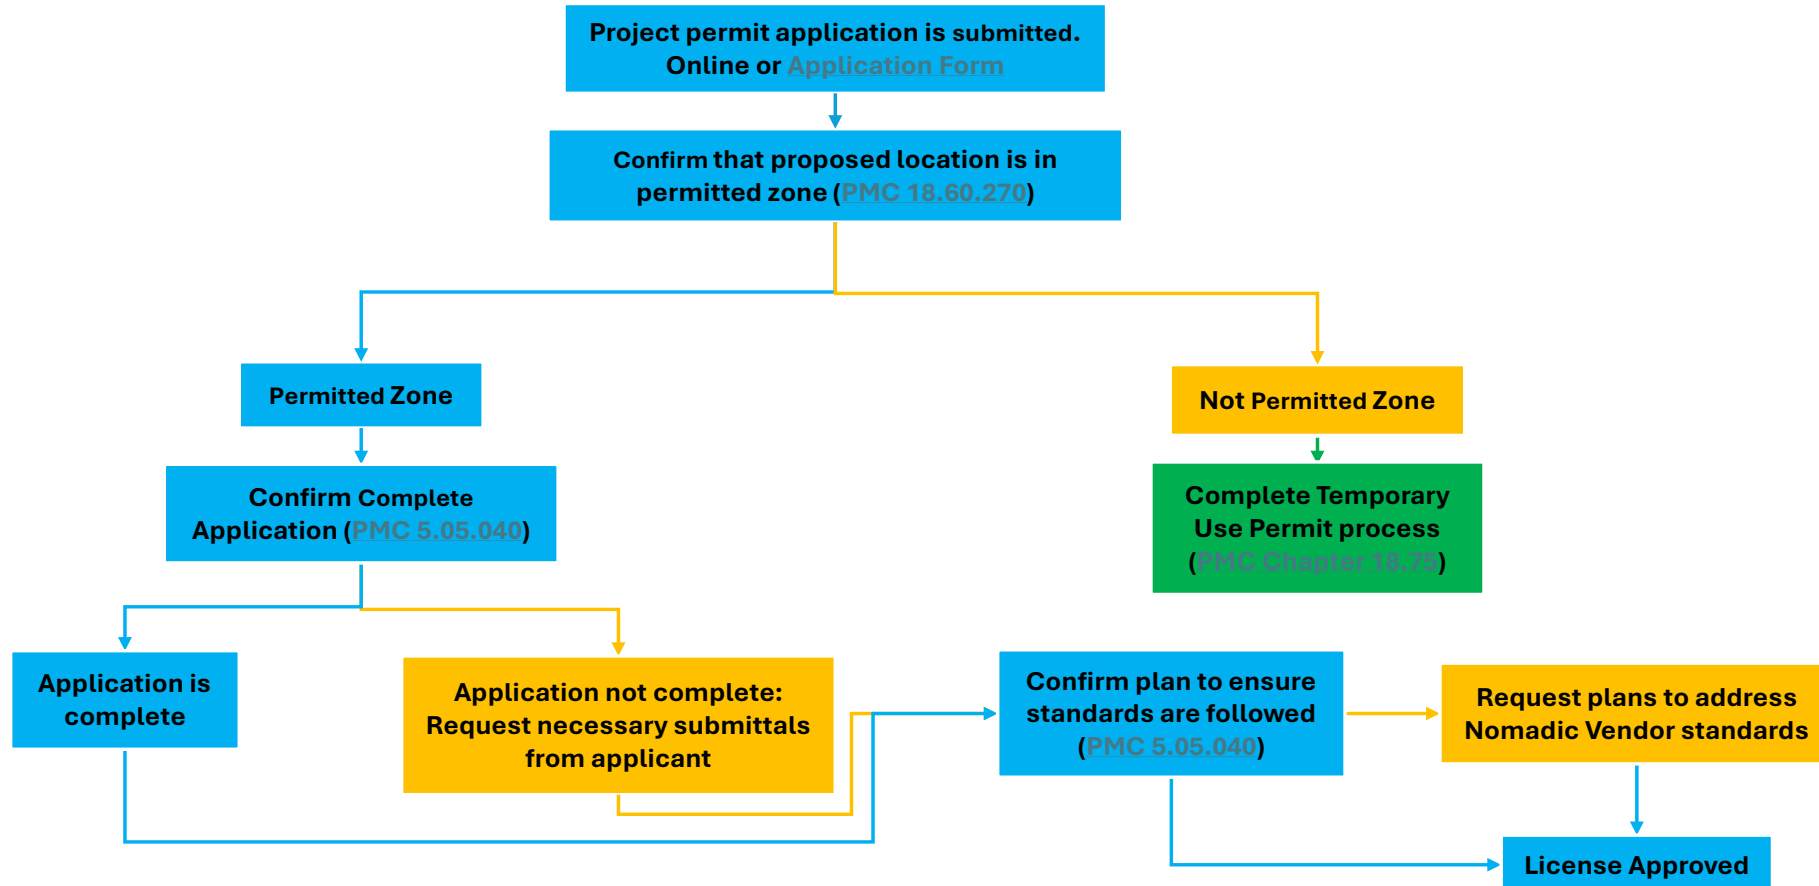 Project permit application is submitted.
Online or Application Form
Confirm that proposed location is in
permitted zone (PMC 18.60.270)
Permitted Zone
Not Permitted Zone
Confirm Complete
Application (PMC 5.05.040)
Complete Temporary
Use Permit process
(PMC Chapter 18.75)
Application is
complete
Application not complete:
Request necessary submittals
from applicant
Confirm plan to ensure
standards are followed
(PMC 5.05.040)
Request plans to address
Nomadic Vendor standards
License Approved